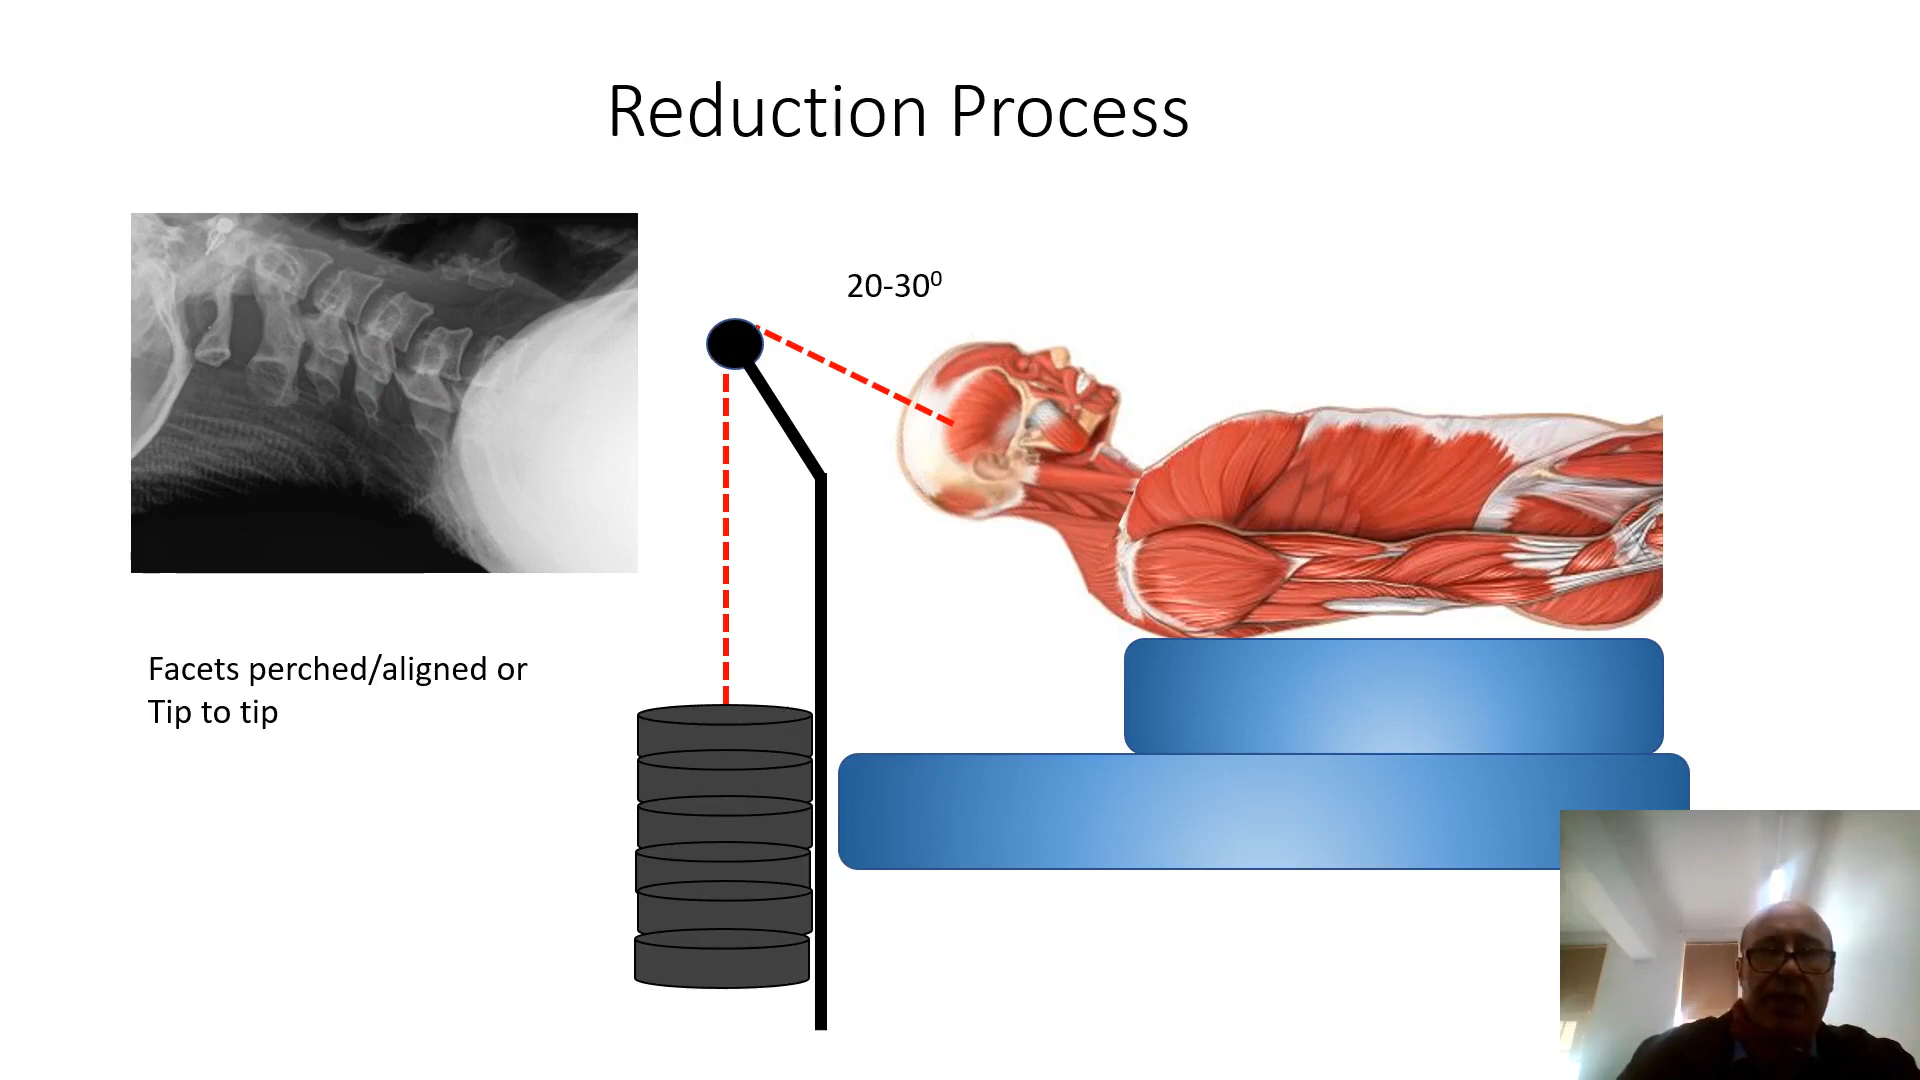 Reduction Process
20-30⁰
Facets perched/aligned or
Tip to tip